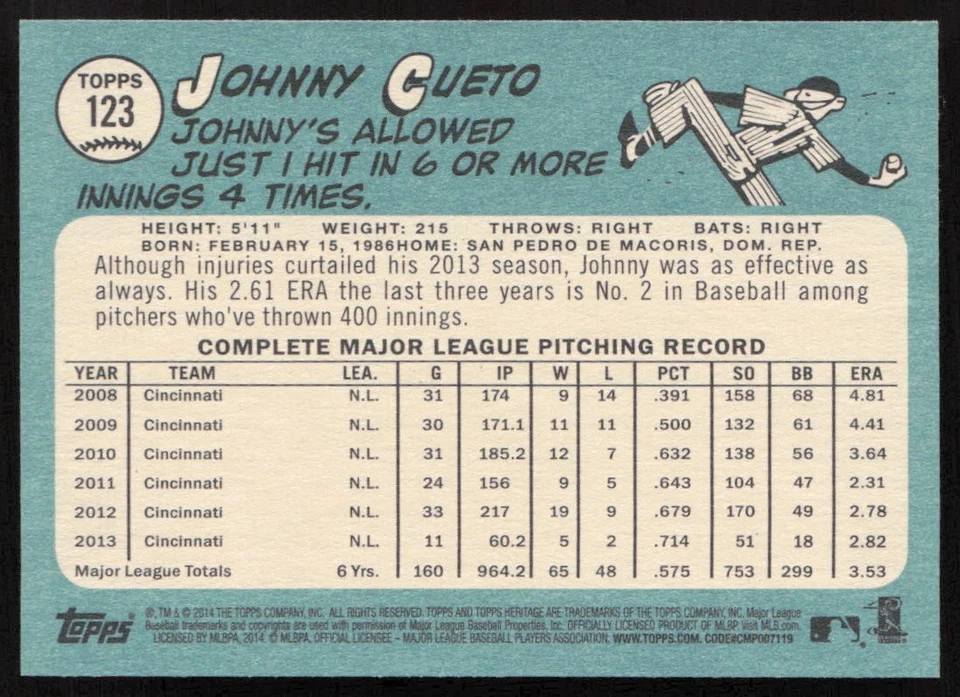 TOPPS
123
JOHNNY CUETO
JOHNNY'S ALLOWED
JUST 1 HIT IN 6 OR MORE
INNINGS 4 TIMES.
HEIGHT: 5'11" WEIGHT: 215 THROWS: RIGHT BATS: RIGHT
BORN: FEBRUARY 15, 1986HOME: SAN PEDRO DE MACORIS, DOM. REP.
Although injuries curtailed his 2013 season, Johnny was as effective as
always. His 2.61 ERA the last three years is No. 2 in Baseball among
pitchers who've thrown 400 innings.
COMPLETE MAJOR LEAGUE PITCHING RECORD
YEAR TEAM LEA. G IP W L PCT SO BB ERA
2008 Cincinnati N.L. 31 174 9 14 .391 158 68 4.81
2009 Cincinnati N.L. 30 171.1 11 11 .500 132 61 4.41
2010 Cincinnati N.L. 31 185.2 12 7 .632 138 56 3.64
2011 Cincinnati N.L. 24 156 9 5 .643 104 47 2.31
2012 Cincinnati N.L. 33 217 19 9 .679 170 49 2.78
2013 Cincinnati N.L. 11 60.2 5 2 .714 51 18 2.82
Major League Totals 6 Yrs. 160 964.2 65 48 .575 753 299 3.53
topps
®, TM & © 2014 THE TOPPS COMPANY, INC. ALL RIGHTS RESERVED. TOPPS AND TOPPS HERITAGE ARE TRADEMARKS OF THE TOPPS COMPANY, INC. Major League
Baseball trademarks and copyrights are used with permission of Major League Baseball Properties, Inc. OFFICIALLY LICENSED PRODUCT OF MLBP. Visit MLB.com.
LICENSED BY MLBPA, 2014 © MLBPA, OFFICIAL LICENSEE – MAJOR LEAGUE BASEBALL PLAYERS ASSOCIATION. WWW.TOPPS.COM. CODE#CMP007119